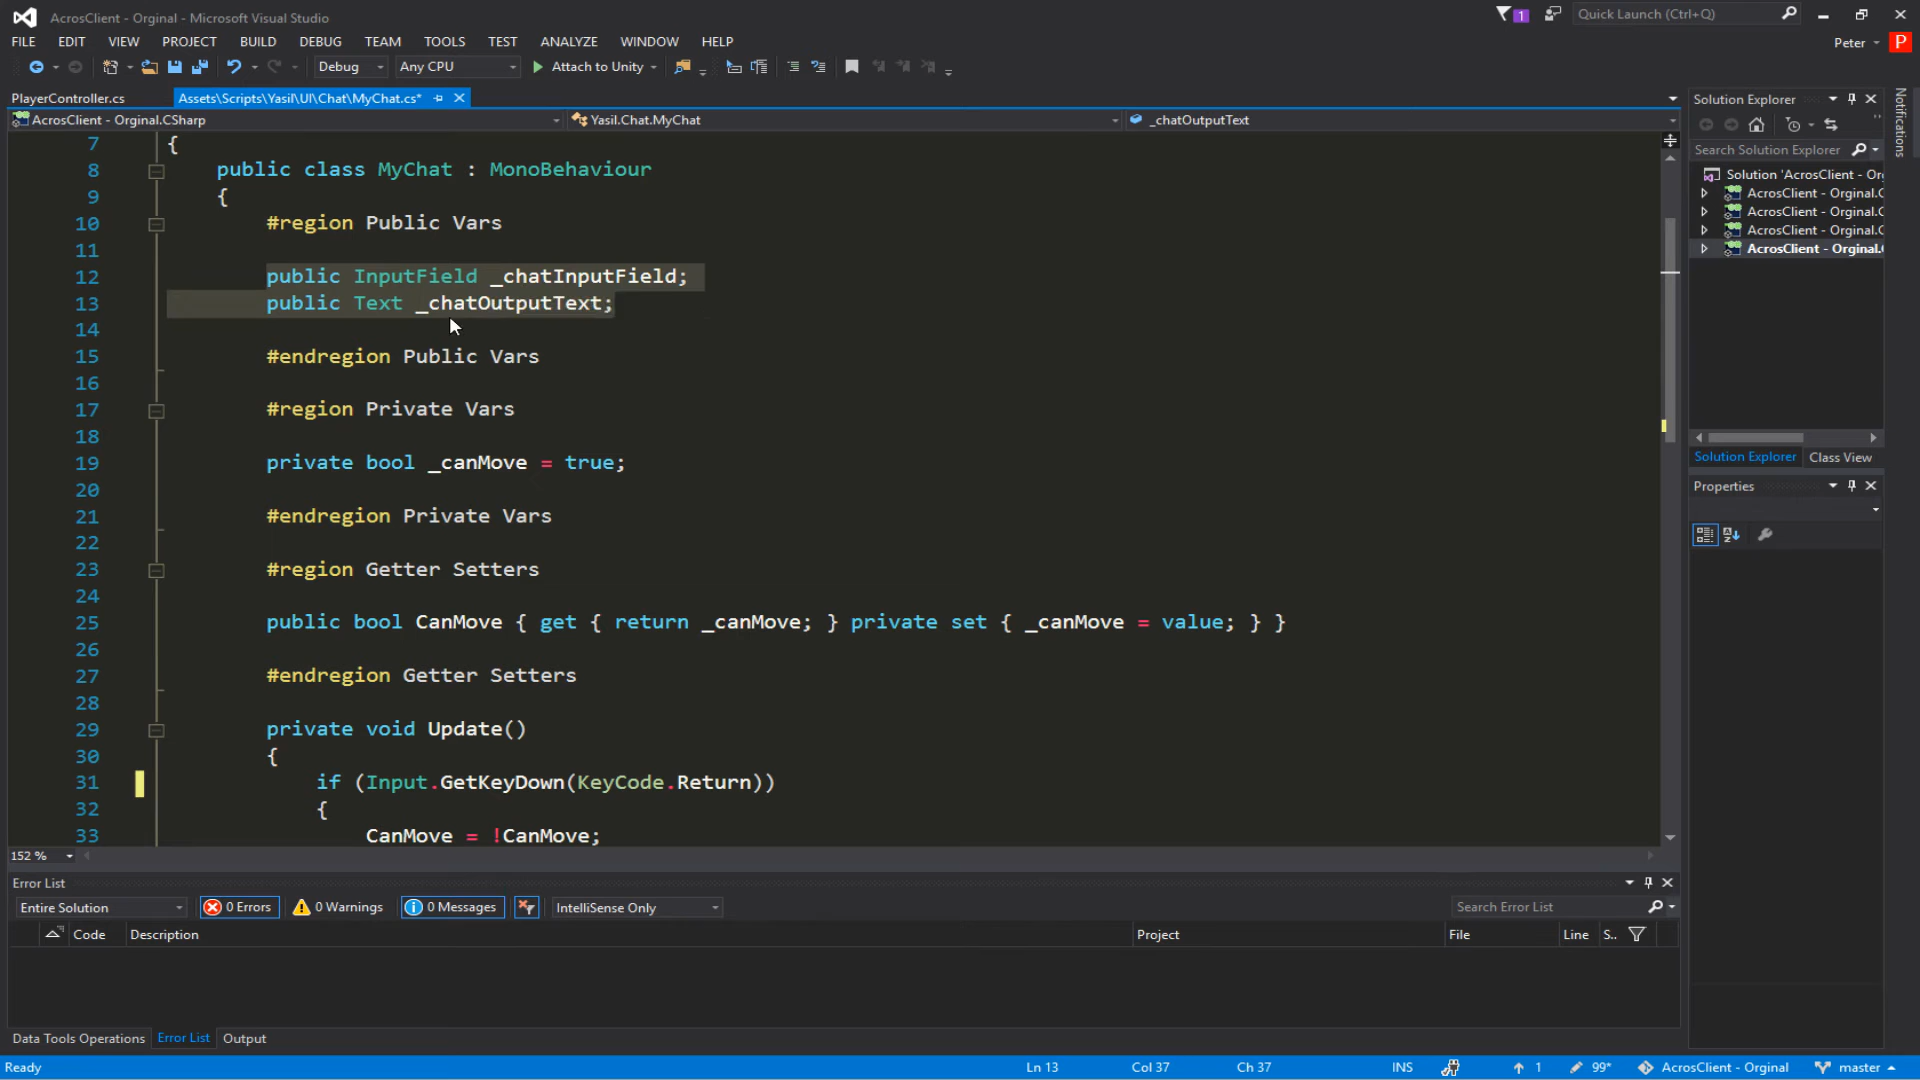 AcrosClient - Orginal - Microsoft Visual Studio
1
Quick Launch (Ctrl+Q)
FILE EDIT VIEW PROJECT BUILD DEBUG TEAM TOOLS TEST ANALYZE WINDOW HELP
Peter P
Debug Any CPU Attach to Unity
PlayerController.cs Assets\Scripts\Yasil\UI\Chat\MyChat.cs*
Solution Explorer
AcrosClient - Orginal.CSharp Yasil.Chat.MyChat _chatOutputText
Notifications
Search Solution Explorer
Solution 'AcrosClient - Or
AcrosClient - Orginal.C
AcrosClient - Orginal.C
AcrosClient - Orginal.C
AcrosClient - Orginal.
7 {
8 public class MyChat : MonoBehaviour
9 {
10 #region Public Vars
11
12 public InputField _chatInputField;
13 public Text _chatOutputText;
14
15 #endregion Public Vars
16
17 #region Private Vars
18
19 private bool _canMove = true;
20
21 #endregion Private Vars
22
23 #region Getter Setters
24
25 public bool CanMove { get { return _canMove; } private set { _canMove = value; } }
26
27 #endregion Getter Setters
28
29 private void Update()
30 {
31 if (Input.GetKeyDown(KeyCode.Return))
32 {
33 CanMove = !CanMove;
Solution Explorer Class View
Properties
152 %
Error List
Entire Solution 0 Errors 0 Warnings 0 Messages IntelliSense Only Search Error List
Code Description Project File Line S..
Data Tools Operations Error List Output
Ready Ln 13 Col 37 Ch 37 INS 1 99* AcrosClient - Orginal master